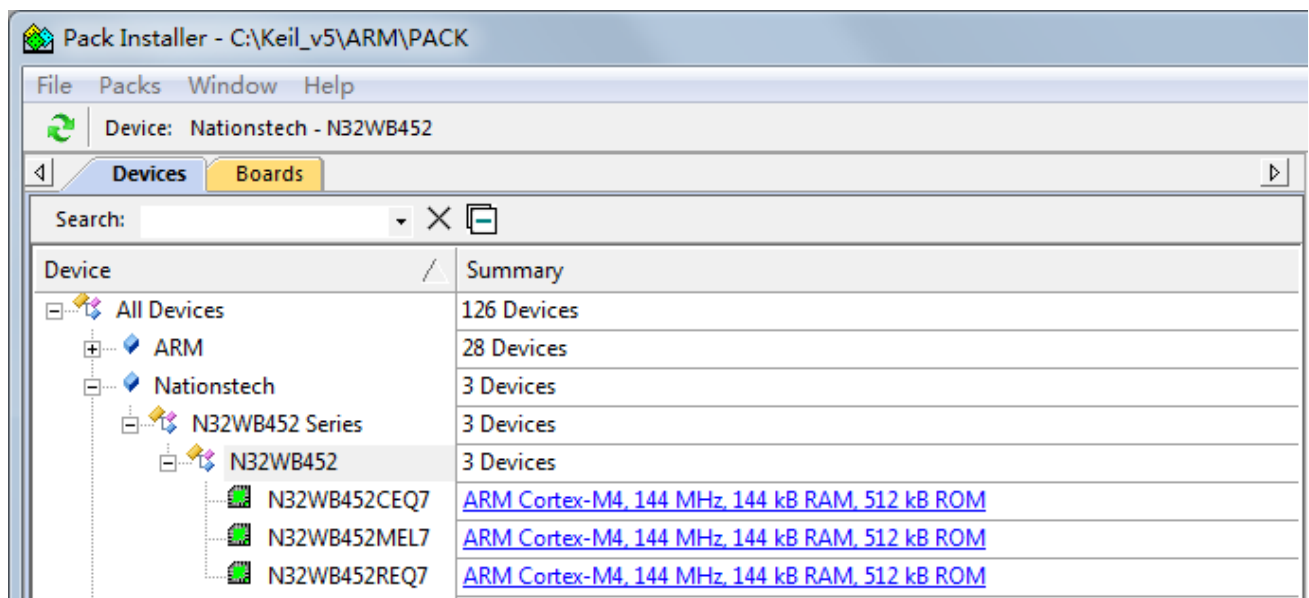 Pack Installer - C:\Keil_v5\ARM\PACK
File Packs Window Help
Device: Nationstech - N32WB452
Devices Boards
Search:
Device Summary
All Devices 126 Devices
ARM 28 Devices
Nationstech 3 Devices
N32WB452 Series 3 Devices
N32WB452 3 Devices
N32WB452CEQ7 ARM Cortex-M4, 144 MHz, 144 kB RAM, 512 kB ROM
N32WB452MEL7 ARM Cortex-M4, 144 MHz, 144 kB RAM, 512 kB ROM
N32WB452REQ7 ARM Cortex-M4, 144 MHz, 144 kB RAM, 512 kB ROM